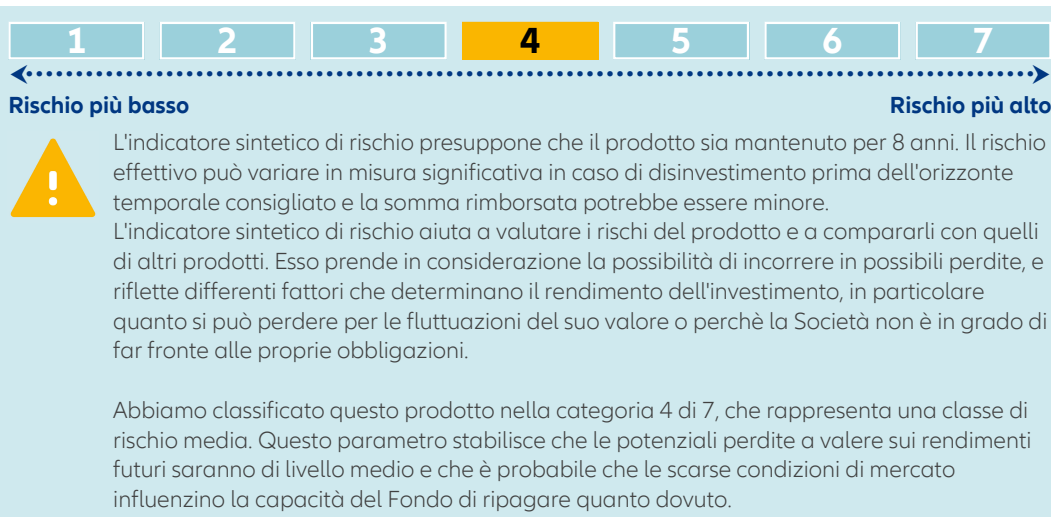 1 2 3 4 5 6 7
Rischio più basso Rischio più alto
L'indicatore sintetico di rischio presuppone che il prodotto sia mantenuto per 8 anni. Il rischio
effettivo può variare in misura significativa in caso di disinvestimento prima dell'orizzonte
temporale consigliato e la somma rimborsata potrebbe essere minore.
L'indicatore sintetico di rischio aiuta a valutare i rischi del prodotto e a compararli con quelli
di altri prodotti. Esso prende in considerazione la possibilità di incorrere in possibili perdite, e
riflette differenti fattori che determinano il rendimento dell'investimento, in particolare
quanto si può perdere per le fluttuazioni del suo valore o perchè la Società non è in grado di
far fronte alle proprie obbligazioni.
Abbiamo classificato questo prodotto nella categoria 4 di 7, che rappresenta una classe di
rischio media. Questo parametro stabilisce che le potenziali perdite a valere sui rendimenti
futuri saranno di livello medio e che è probabile che le scarse condizioni di mercato
influenzino la capacità del Fondo di ripagare quanto dovuto.